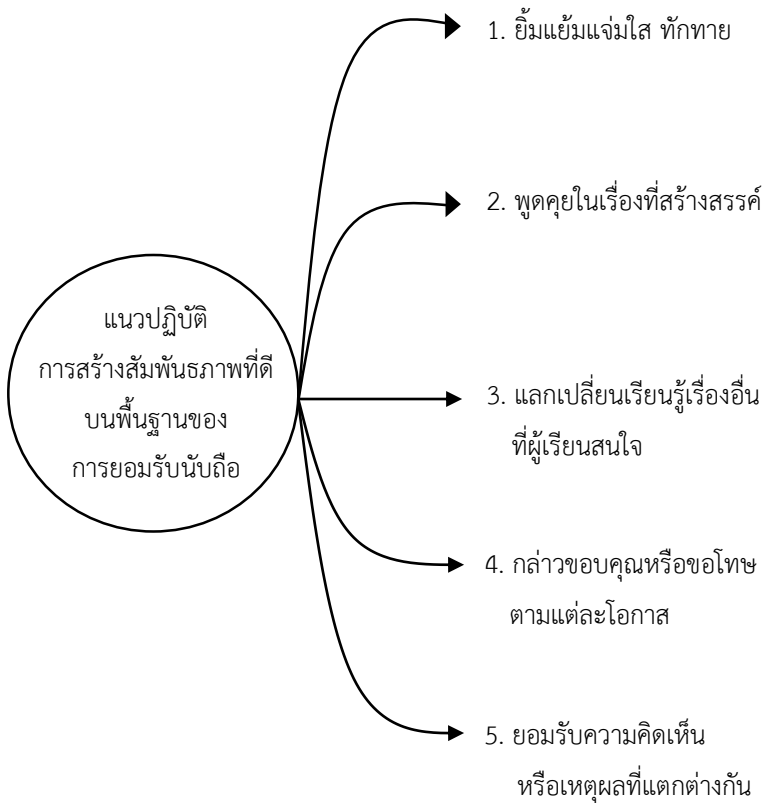 แนวปฏิบัติ
การสร้างสัมพันธภาพที่ดี
บนพื้นฐานของ
การยอมรับนับถือ
1. ยิ้มแย้มแจ่มใส ทักทาย
2. พูดคุยในเรื่องที่สร้างสรรค์
3. แลกเปลี่ยนเรียนรู้เรื่องอื่น
ที่ผู้เรียนสนใจ
4. กล่าวขอบคุณหรือขอโทษ
ตามแต่ละโอกาส
5. ยอมรับความคิดเห็น
หรือเหตุผลที่แตกต่างกัน